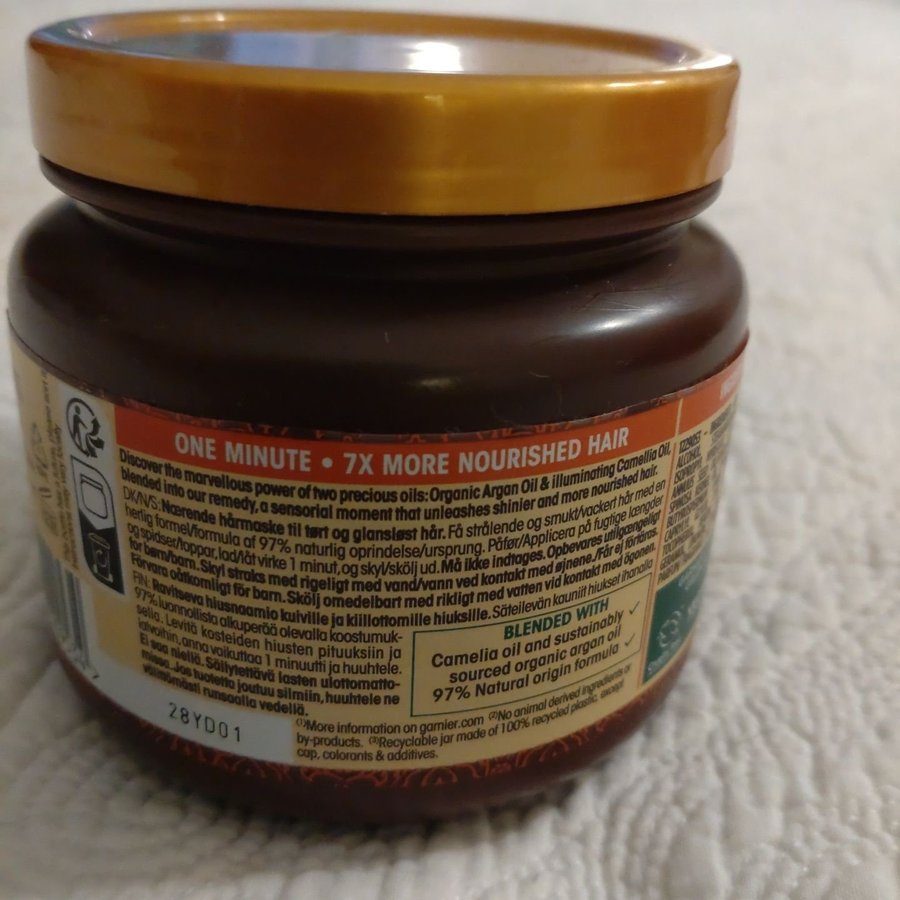 ONE MINUTE • 7X MORE NOURISHED HAIR
Discover the marvellous power of two precious oils: Organic Argan Oil & illuminating Camellia Oil,
blended into our remedy, a sensorial moment that unleashes shinier and more nourished hair.
DK/N/S: Nærende hårmaske til tørt og glansløst hår. Få strålende og smukt/vackert hår med en
herlig formel/formula af 97% naturlig oprindelse/ursprung. Påfør/Applicera på fugtige længder
og spidser/toppar, lad/låt virke 1 minut, og skyl/skölj ud. Må ikke indtages. Opbevares utilgængeligt
for børn/barn. Skyl straks med rigeligt med vand/vann ved kontakt med øjnene./Får ej förtäras.
Förvara oåtkomligt för barn. Skölj omedelbart med rikligt med vatten vid kontakt med ögonen.
FIN: Ravitseva hiusnaamio kuiville ja kiillottomille hiuksille. Säteilevän kauniit hiukset ihanalla
97% luonnollista alkuperää olevalla koostumuk-
sella. Levitä kosteiden hiusten pituuksiin ja
latvoihin, anna vaikuttaa 1 minuutti ja huuhtele.
Ei saa niellä. Säilytettävä lasten ulottumatto-
missa. Jos tuotetta joutuu silmiin, huuhtele ne
välittömästi runsaalla vedellä.
BLENDED WITH
Camelia oil and sustainably
sourced organic argan oil
97% Natural origin formula
28YD01
(1)More information on garnier.com (2)No animal derived ingredients or
by-products. (3)Recyclable jar made of 100% recycled plastic, except
cap, colorants & additives.
ALCOHOL,